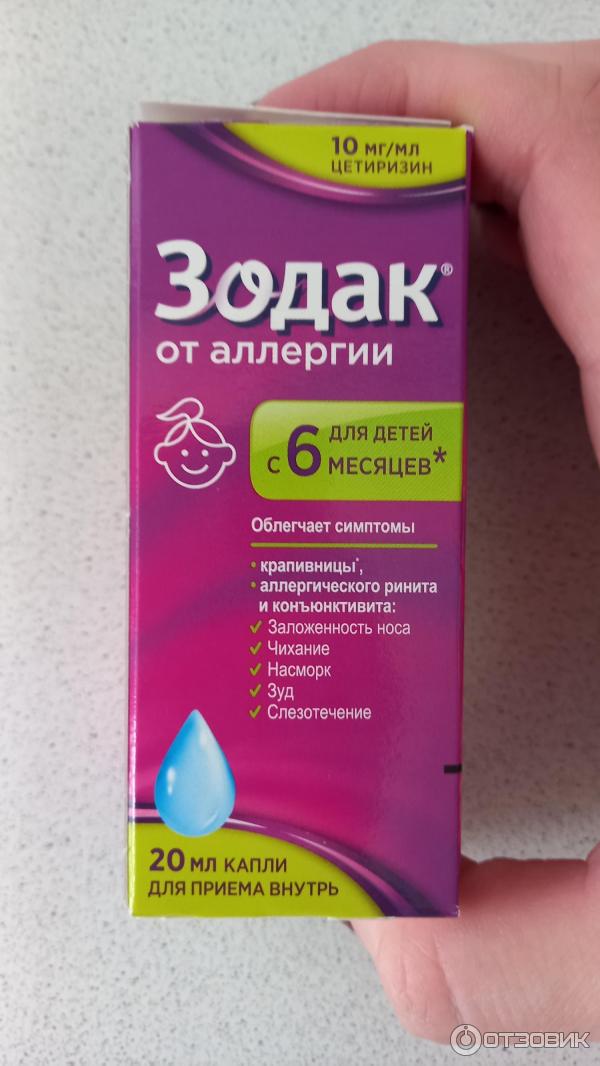 10 мг/мл
ЦЕТИРИЗИН
Зодак®
от аллергии
ДЛЯ ДЕТЕЙ
с 6 МЕСЯЦЕВ*
Облегчает симптомы
• крапивницы*,
• аллергического ринита
и конъюнктивита:
✓ Заложенность носа
✓ Чихание
✓ Насморк
✓ Зуд
✓ Слезотечение
20 мл КАПЛИ
ДЛЯ ПРИЕМА ВНУТРЬ
ОТЗОВИК